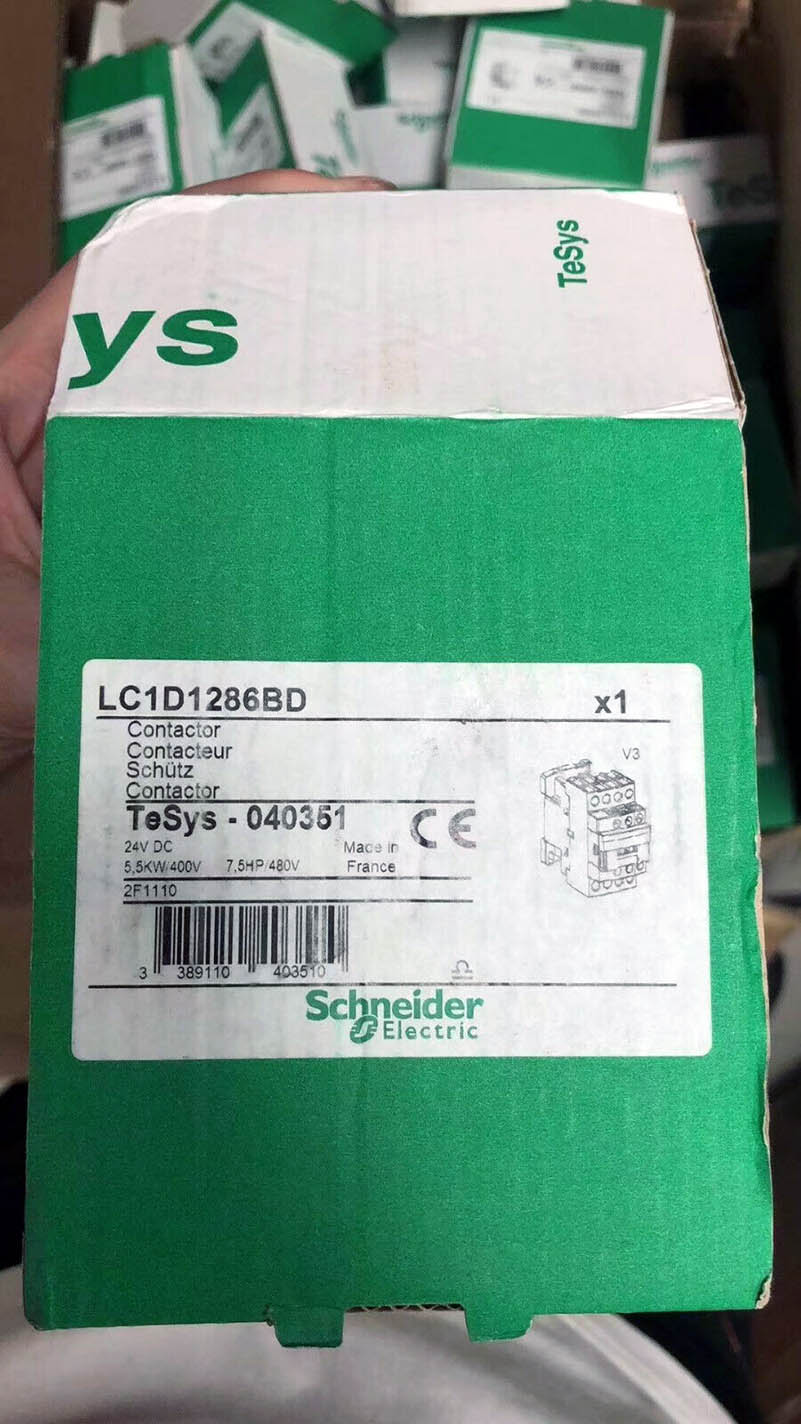 TeSys
ys
LC1D1286BD x1
Contactor
Contacteur
Schütz
Contactor
V3
TeSys - 040351 CE
24V DC Made in
5,5KW/400V 7,5HP/480V France
2F1110
3 389110 403510
Schneider
Electric